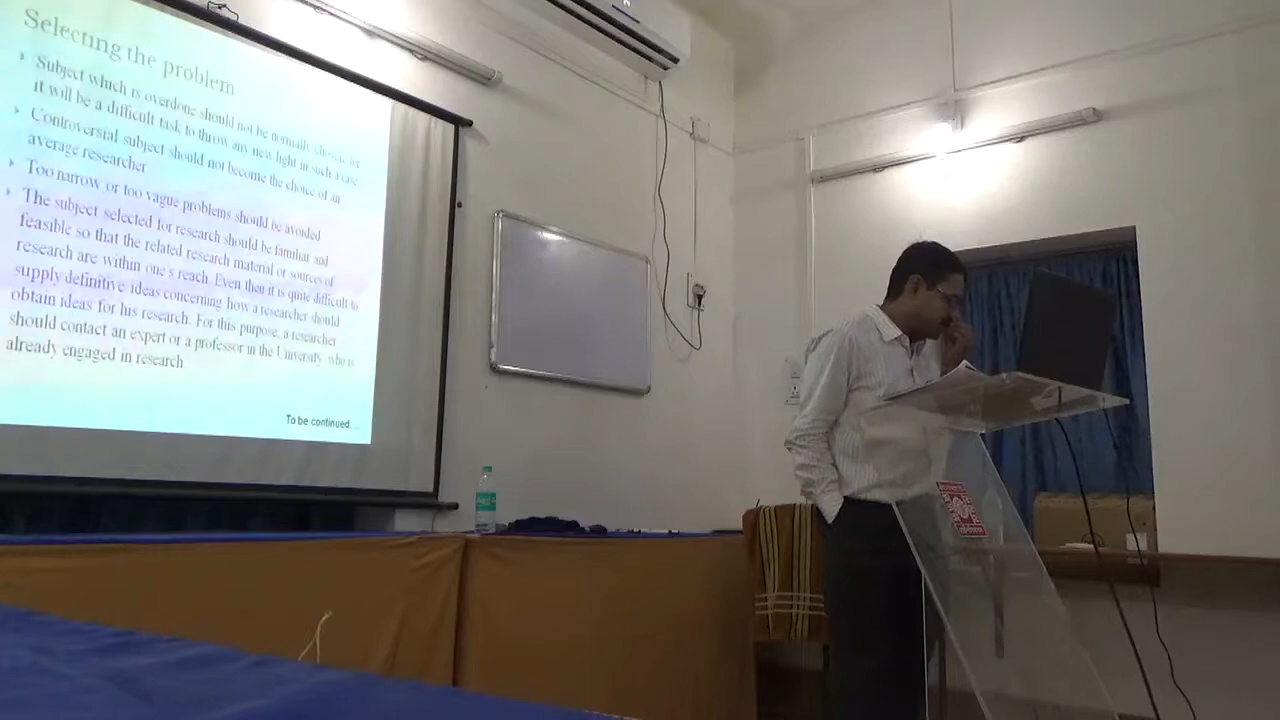 Selecting the problem
Subject which is overdone should not be normally chosen, for
it will be a difficult task to throw any new light in such a case
Controversial subject should not become the choice of an
average researcher
Too narrow or too vague problems should be avoided
The subject selected for research should be familiar and
feasible so that the related research material or sources of
research are within one's reach. Even then it is quite difficult to
supply definitive ideas concerning how a researcher should
obtain ideas for his research. For this purpose, a researcher
should contact an expert or a professor in the University, who is
already engaged in research
To be continued...